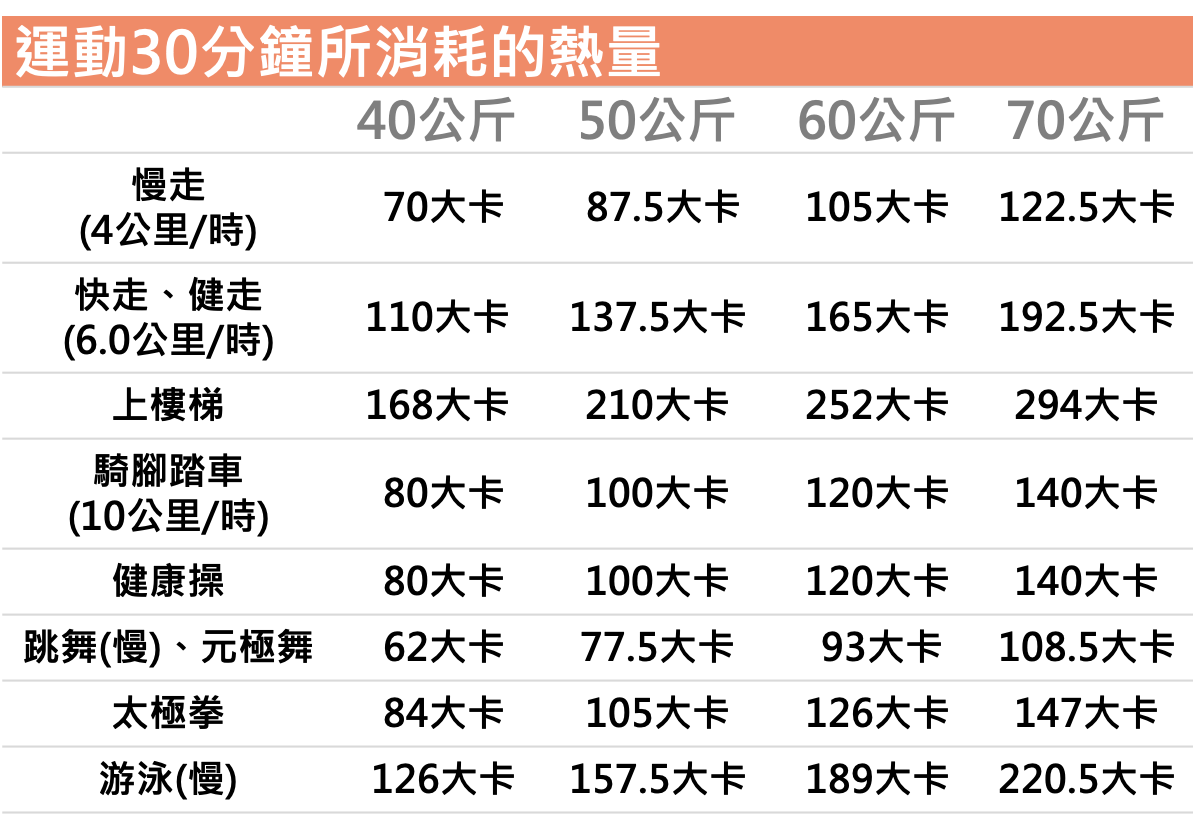 運動30分鐘所消耗的熱量
40公斤 50公斤 60公斤 70公斤
慢走
(4公里/時) 70大卡 87.5大卡 105大卡 122.5大卡
快走、健走
(6.0公里/時) 110大卡 137.5大卡 165大卡 192.5大卡
上樓梯 168大卡 210大卡 252大卡 294大卡
騎腳踏車
(10公里/時) 80大卡 100大卡 120大卡 140大卡
健康操 80大卡 100大卡 120大卡 140大卡
跳舞(慢)、元極舞 62大卡 77.5大卡 93大卡 108.5大卡
太極拳 84大卡 105大卡 126大卡 147大卡
游泳(慢) 126大卡 157.5大卡 189大卡 220.5大卡